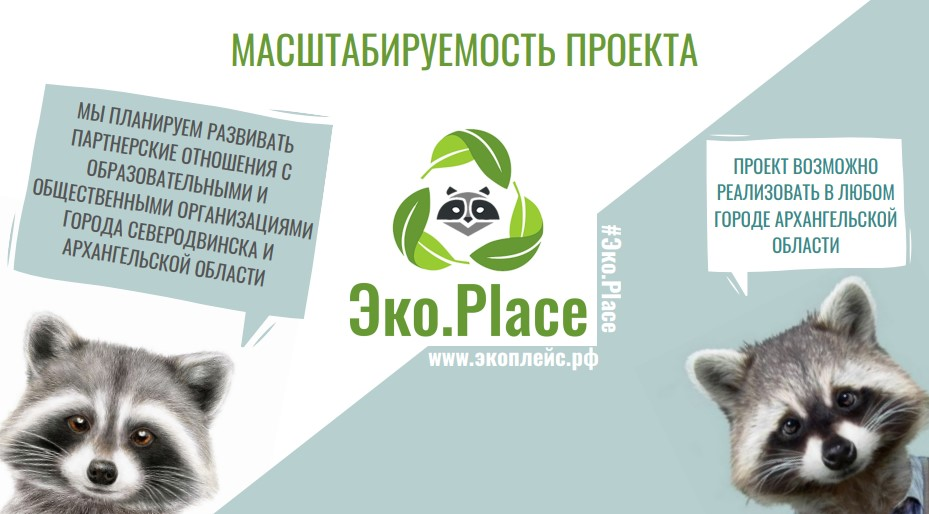 МАСШТАБИРУЕМОСТЬ ПРОЕКТА
МЫ ПЛАНИРУЕМ РАЗВИВАТЬ
ПАРТНЕРСКИЕ ОТНОШЕНИЯ С
ОБРАЗОВАТЕЛЬНЫМИ И
ОБЩЕСТВЕННЫМИ ОРГАНИЗАЦИЯМИ
ГОРОДА СЕВЕРОДВИНСКА И
АРХАНГЕЛЬСКОЙ ОБЛАСТИ
Эко.Place
#Эко.Place
www.экоплейс.рф
ПРОЕКТ ВОЗМОЖНО
РЕАЛИЗОВАТЬ В ЛЮБОМ
ГОРОДЕ АРХАНГЕЛЬСКОЙ
ОБЛАСТИ